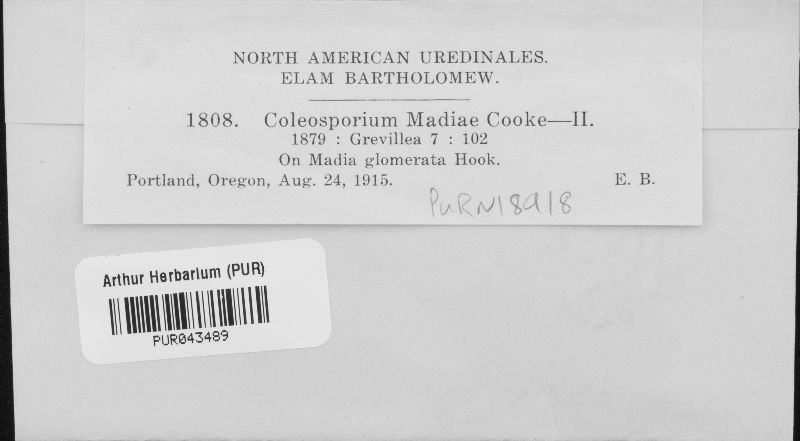 NORTH AMERICAN UREDINALES.
ELAM BARTHOLOMEW.
1808. Coleosporium Madiae Cooke—II.
1879 : Grevillea 7 : 102
On Madia glomerata Hook.
Portland, Oregon, Aug. 24, 1915. E. B.
PURN18918
Arthur Herbarium (PUR)
PUR043489